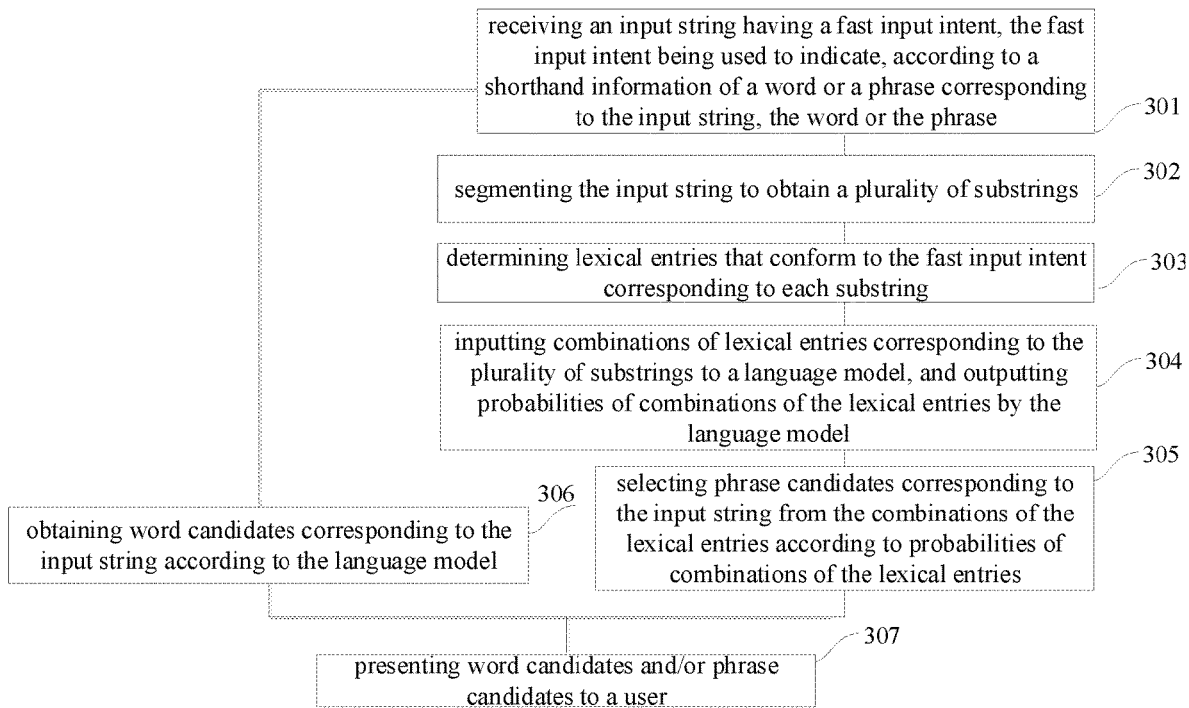 receiving an input string having a fast input intent, the fast
input intent being used to indicate, according to a
shorthand information of a word or a phrase corresponding
to the input string, the word or the phrase
301
segmenting the input string to obtain a plurality of substrings
302
determining lexical entries that conform to the fast input intent
corresponding to each substring
303
inputting combinations of lexical entries corresponding to the
plurality of substrings to a language model, and outputting
probabilities of combinations of the lexical entries by the
language model
304
305
selecting phrase candidates corresponding to
the input string from the combinations of the
lexical entries according to probabilities of
combinations of the lexical entries
306
obtaining word candidates corresponding to the
input string according to the language model
307
presenting word candidates and/or phrase
candidates to a user